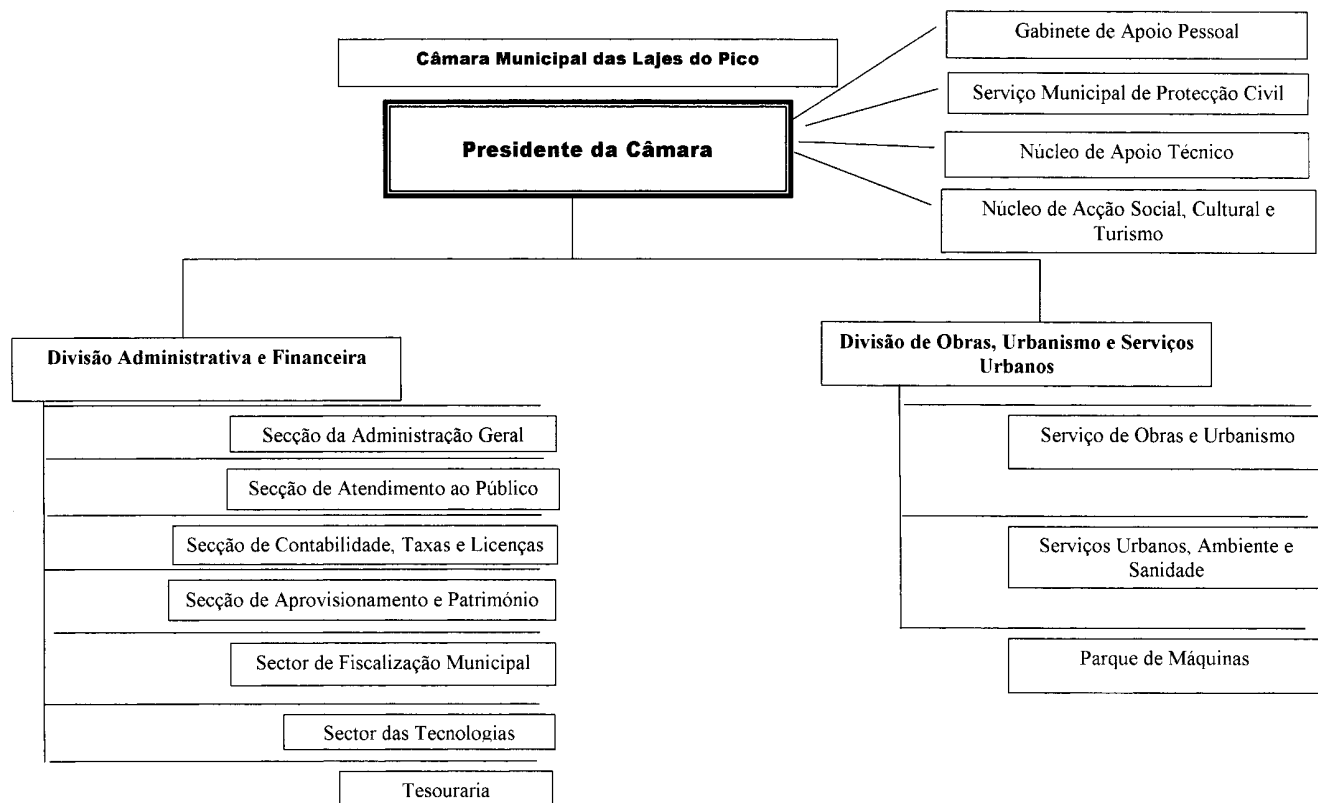 Câmara Municipal das Lajes do Pico
Presidente da Câmara
Gabinete de Apoio Pessoal
Serviço Municipal de Protecção Civil
Núcleo de Apoio Técnico
Núcleo de Acção Social, Cultural e
Turismo
Divisão Administrativa e Financeira
Secção da Administração Geral
Secção de Atendimento ao Público
Secção de Contabilidade, Taxas e Licenças
Secção de Aprovisionamento e Património
Sector de Fiscalização Municipal
Sector das Tecnologias
Tesouraria
Divisão de Obras, Urbanismo e Serviços
Urbanos
Serviço de Obras e Urbanismo
Serviços Urbanos, Ambiente e
Sanidade
Parque de Máquinas